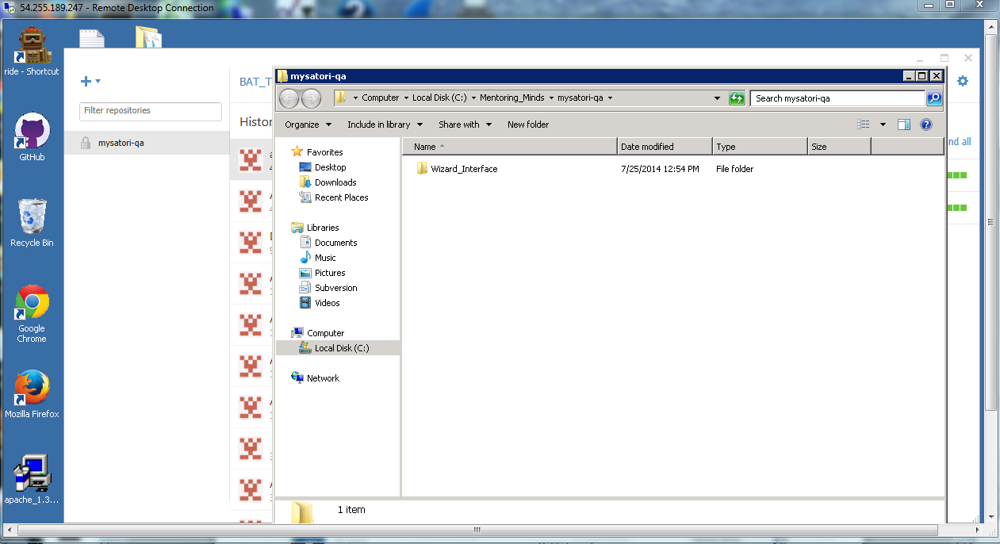 54.255.189.247 - Remote Desktop Connection
ride - Shortcut
GitHub
Recycle Bin
Google
Chrome
Mozilla Firefox
apache_1.3...
Filter repositories
mysatori-qa
BAT_T
Histor
nd all
mysatori-qa
Computer Local Disk (C:) Mentoring_Minds mysatori-qa
Search mysatori-qa
Organize Include in library Share with New folder
Favorites
Desktop
Downloads
Recent Places
Libraries
Documents
Music
Pictures
Subversion
Videos
Computer
Local Disk (C:)
Network
Name Date modified Type Size
Wizard_Interface 7/25/2014 12:54 PM File folder
1 item